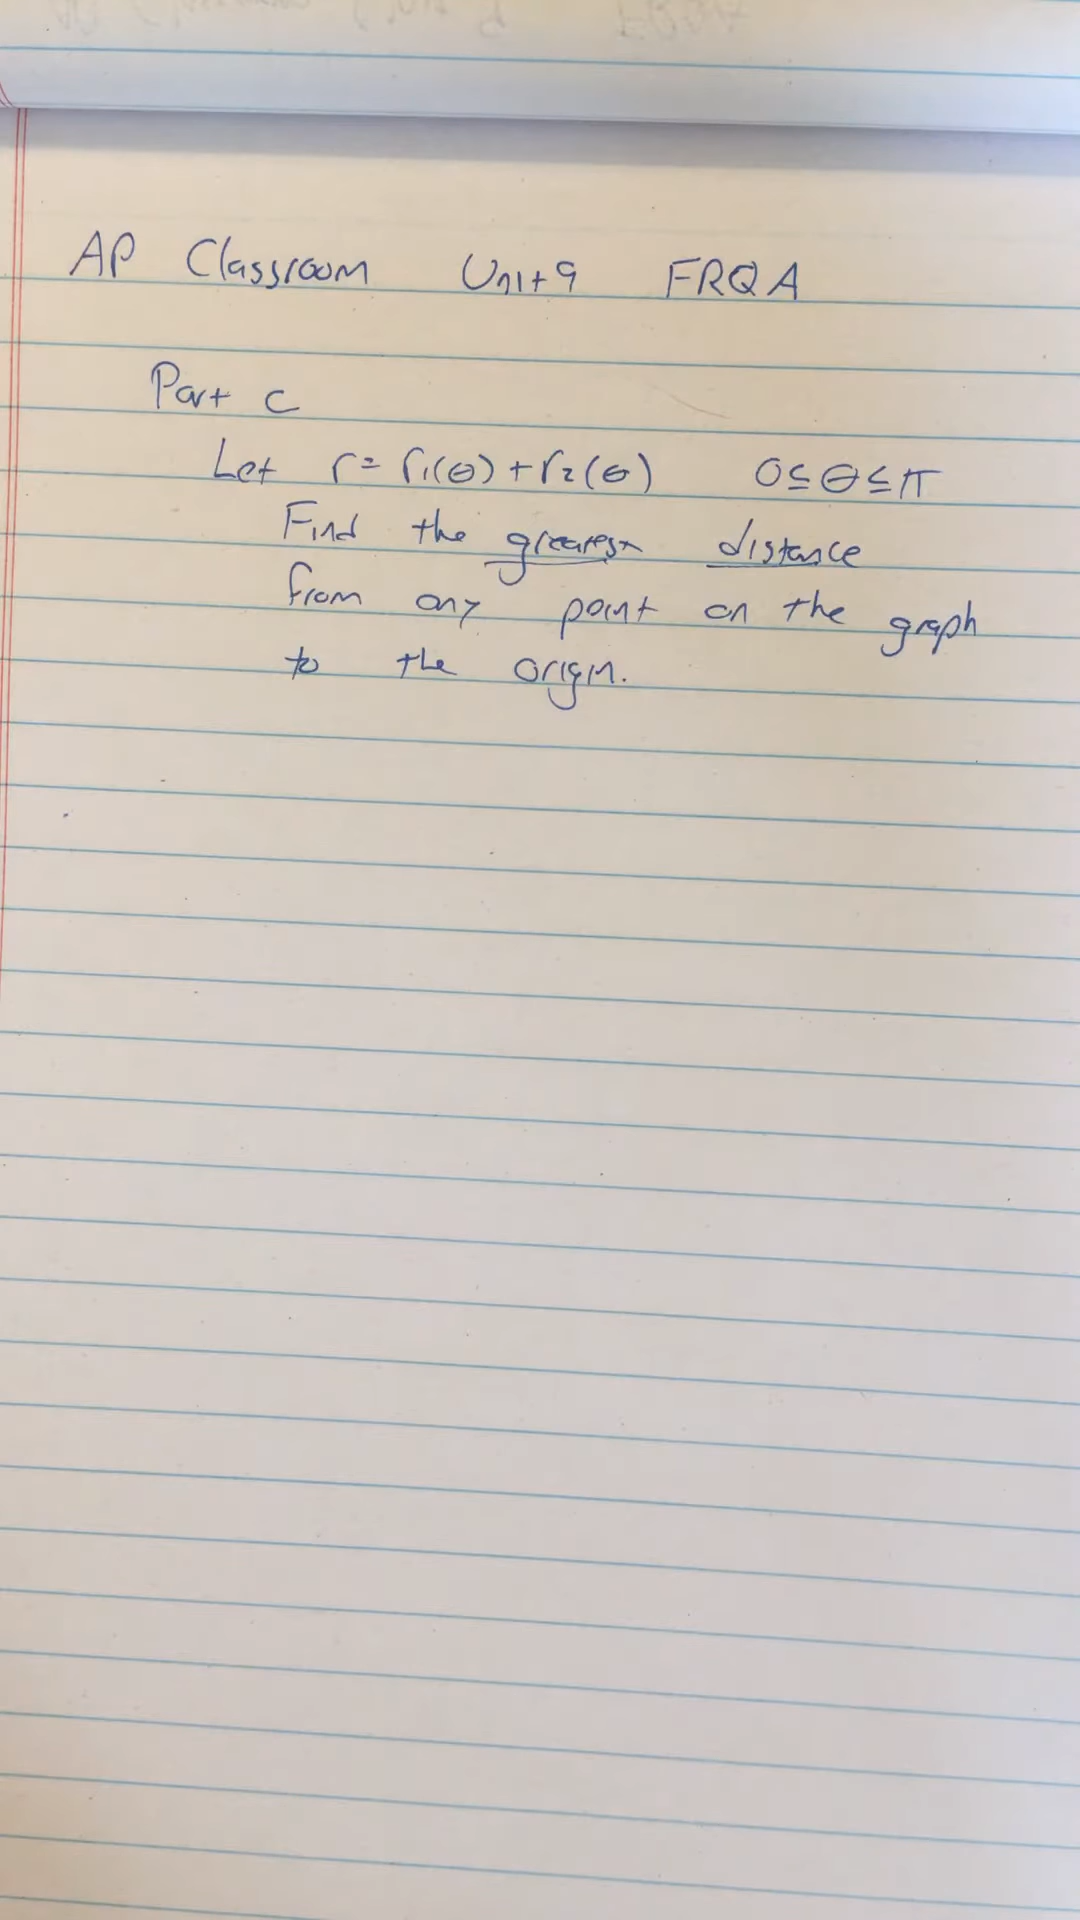 AP Classroom Unit 9 FRQ A
Part C
Let r = r₁(θ) + r₂(θ) 0 ≤ θ ≤ π
Find the greatest distance
from any point on the graph
to the origin.